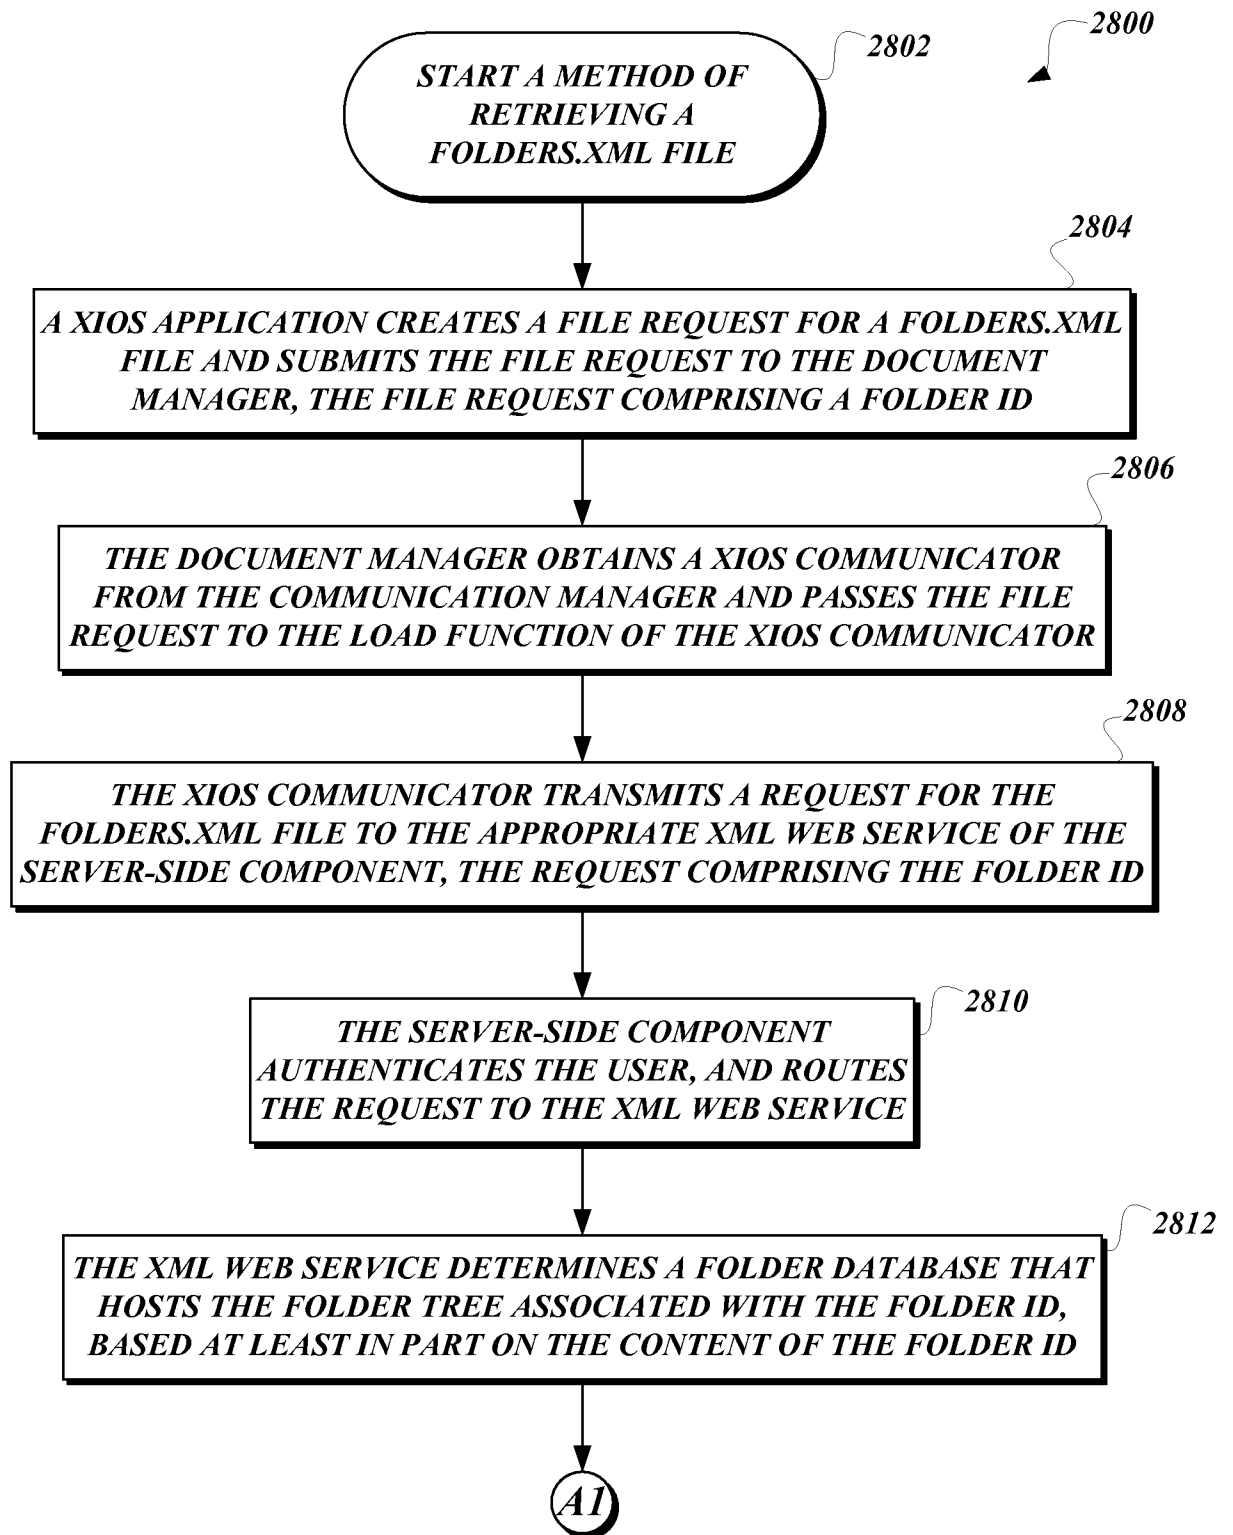 2800
2802
START A METHOD OF
RETRIEVING A
FOLDERS.XML FILE
2804
A XIOS APPLICATION CREATES A FILE REQUEST FOR A FOLDERS.XML
FILE AND SUBMITS THE FILE REQUEST TO THE DOCUMENT
MANAGER, THE FILE REQUEST COMPRISING A FOLDER ID
2806
THE DOCUMENT MANAGER OBTAINS A XIOS COMMUNICATOR
FROM THE COMMUNICATION MANAGER AND PASSES THE FILE
REQUEST TO THE LOAD FUNCTION OF THE XIOS COMMUNICATOR
2808
THE XIOS COMMUNICATOR TRANSMITS A REQUEST FOR THE
FOLDERS.XML FILE TO THE APPROPRIATE XML WEB SERVICE OF THE
SERVER-SIDE COMPONENT, THE REQUEST COMPRISING THE FOLDER ID
2810
THE SERVER-SIDE COMPONENT
AUTHENTICATES THE USER, AND ROUTES
THE REQUEST TO THE XML WEB SERVICE
2812
THE XML WEB SERVICE DETERMINES A FOLDER DATABASE THAT
HOSTS THE FOLDER TREE ASSOCIATED WITH THE FOLDER ID,
BASED AT LEAST IN PART ON THE CONTENT OF THE FOLDER ID
A1